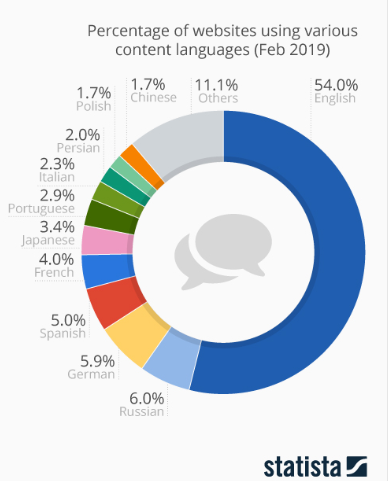 Percentage of websites using various
content languages (Feb 2019)
54.0%
English
6.0%
Russian
5.9%
German
5.0%
Spanish
4.0%
French
3.4%
Japanese
2.9%
Portuguese
2.3%
Italian
2.0%
Persian
1.7%
Polish
1.7%
Chinese
11.1%
Others
statista